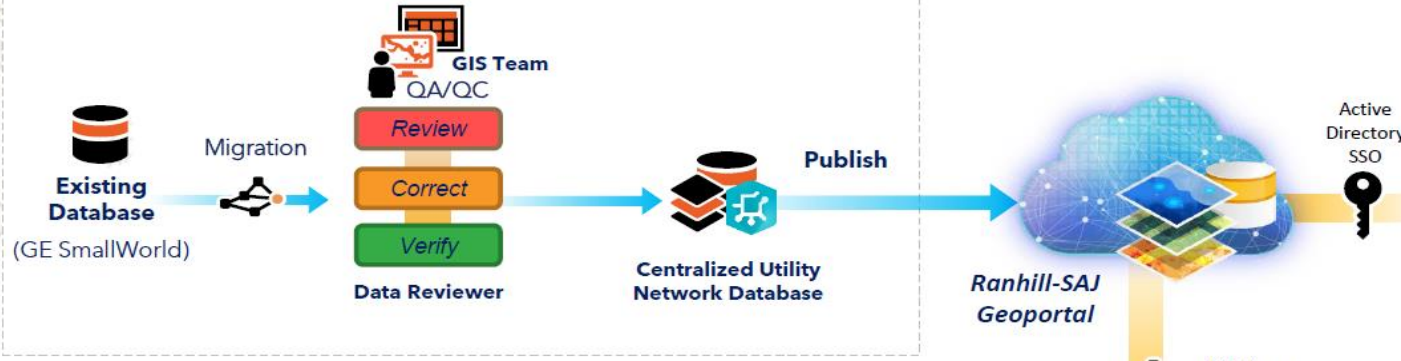 GIS Team
QA/QC
Review
Correct
Verify
Data Reviewer
Migration
Existing
Database
(GE SmallWorld)
Centralized Utility
Network Database
Publish
Ranhill-SAJ
Geoportal
Active
Directory
SSO